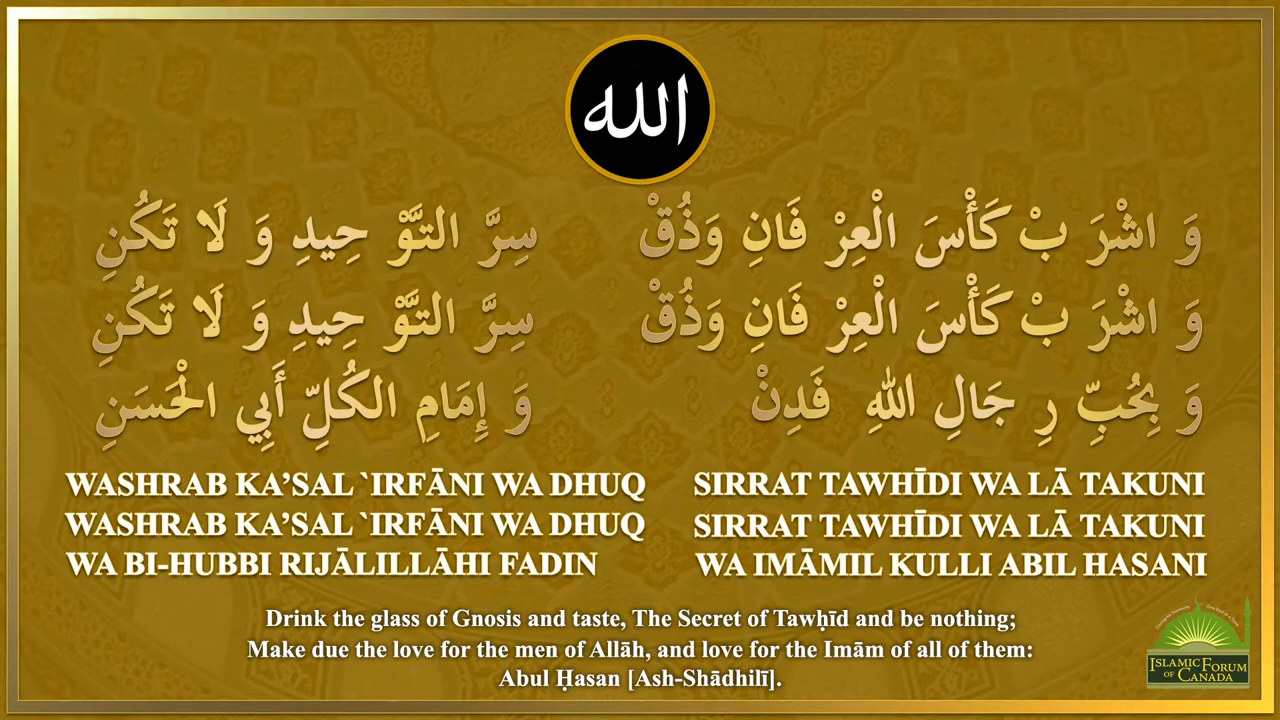 الله
وَ اشْرَ بْ كَأْسَ الْعِرْ فَانِ وَذُقْ سِرَّ التَّوْ حِيدِ وَ لَا تَكُنِ
وَ اشْرَ بْ كَأْسَ الْعِرْ فَانِ وَذُقْ سِرَّ التَّوْ حِيدِ وَ لَا تَكُنِ
وَ بِحُبِّ رِ جَالِ اللهِ فَدِنْ وَ إِمَامِ الكُلِّ أَبِي الْحَسَنِ
WASHRAB KA’SAL `IRFĀNI WA DHUQ SIRRAT TAWHĪDI WA LĀ TAKUNI
WASHRAB KA’SAL `IRFĀNI WA DHUQ SIRRAT TAWHĪDI WA LĀ TAKUNI
WA BI-HUBBI RIJĀLILLĀHI FADIN WA IMĀMIL KULLI ABIL HASANI
Drink the glass of Gnosis and taste, The Secret of Tawḥīd and be nothing;
Make due the love for the men of Allāh, and love for the Imām of all of them:
Abul Ḥasan [Ash-Shādhilī].
ISLAMIC FORUM
OF CANADA